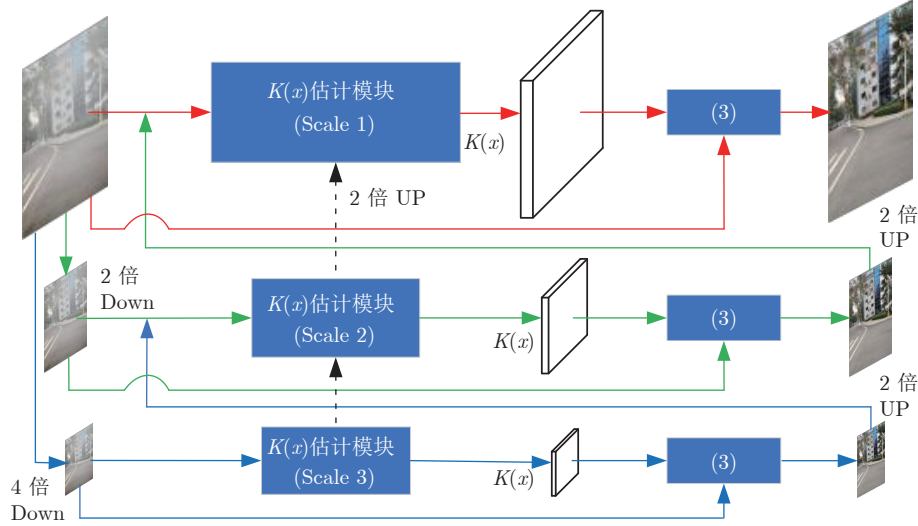 K(x)估计模块
(Scale 1)
K(x)
(3)
2 倍 UP
2 倍
UP
2 倍
Down
K(x)估计模块
(Scale 2)
K(x)
(3)
2 倍
UP
K(x)估计模块
(Scale 3)
K(x)
(3)
4 倍
Down